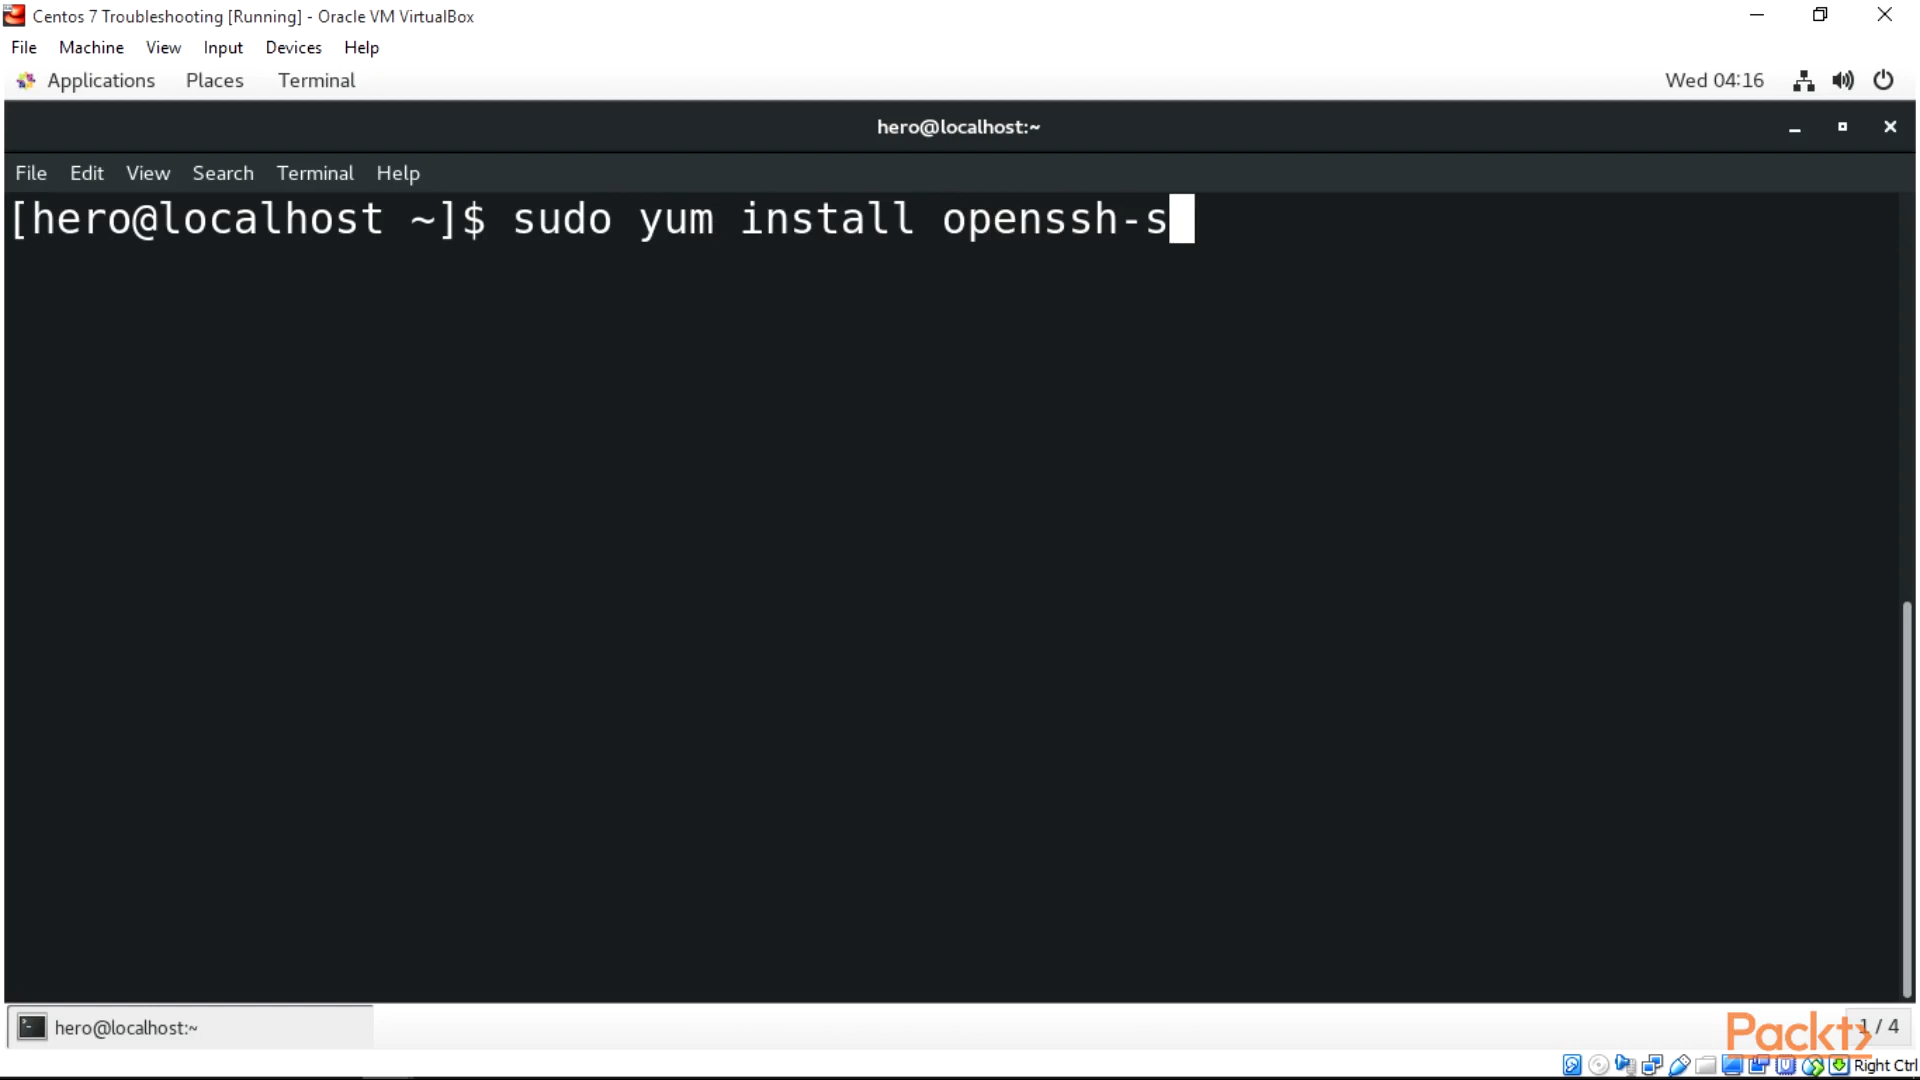 Centos 7 Troubleshooting [Running] - Oracle VM VirtualBox
File Machine View Input Devices Help
Applications Places Terminal Wed 04:16
hero@localhost:~
File Edit View Search Terminal Help
[hero@localhost ~]$ sudo yum install openssh-s
hero@localhost:~
Packt> 1 / 4
Right Ctrl